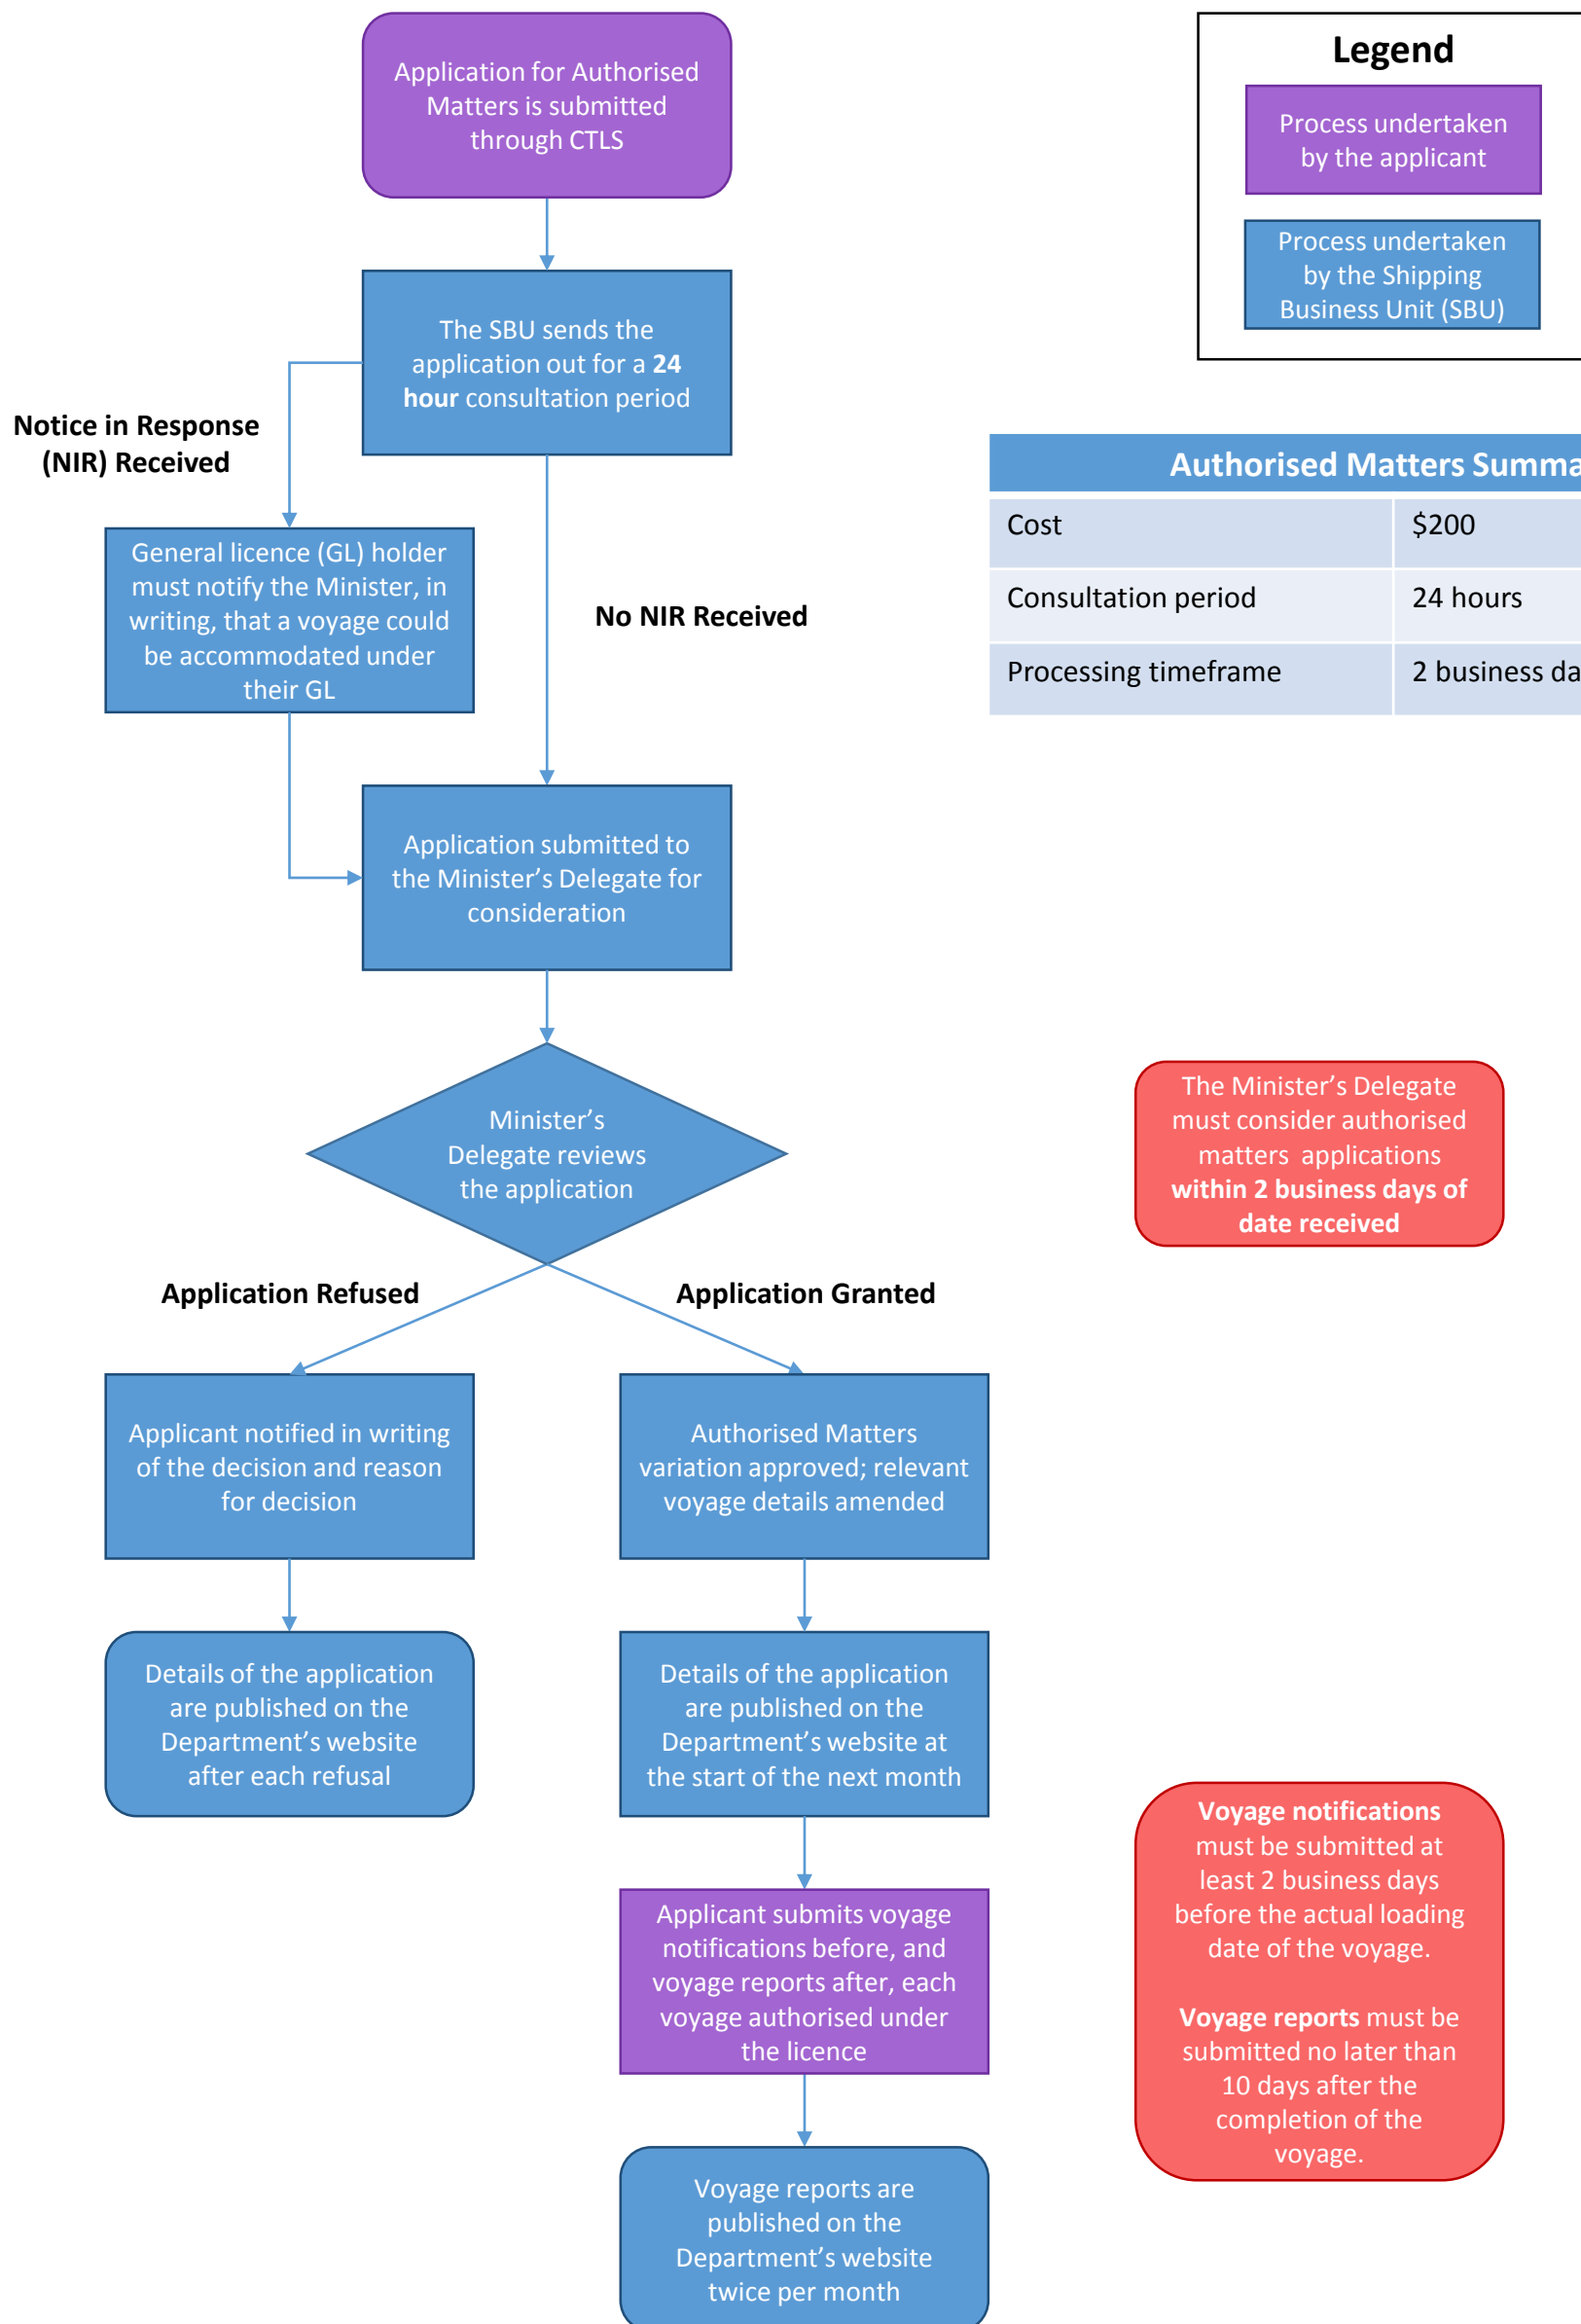 Application for Authorised
Matters is submitted
through CTLS
Legend
Process undertaken
by the applicant
Process undertaken
by the Shipping
Business Unit (SBU)
The SBU sends the
application out for a 24
hour consultation period
Notice in Response
(NIR) Received
No NIR Received
General licence (GL) holder
must notify the Minister, in
writing, that a voyage could
be accommodated under
their GL
Authorised Matters
Cost $200
Consultation period 24 hours
Processing timeframe 2 business
Application submitted to
the Minister’s Delegate for
consideration
Minister’s
Delegate reviews
the application
The Minister’s Delegate
must consider authorised
matters applications
within 2 business days of
date received
Application Refused
Application Granted
Applicant notified in writing
of the decision and reason
for decision
Authorised Matters
variation approved; relevant
voyage details amended
Details of the application
are published on the
Department’s website
after each refusal
Details of the application
are published on the
Department’s website at
the start of the next month
Applicant submits voyage
notifications before, and
voyage reports after, each
voyage authorised under
the licence
Voyage notifications
must be submitted at
least 2 business days
before the actual loading
date of the voyage.
Voyage reports must be
submitted no later than
10 days after the
completion of the
voyage.
Voyage reports are
published on the
Department’s website
twice per month